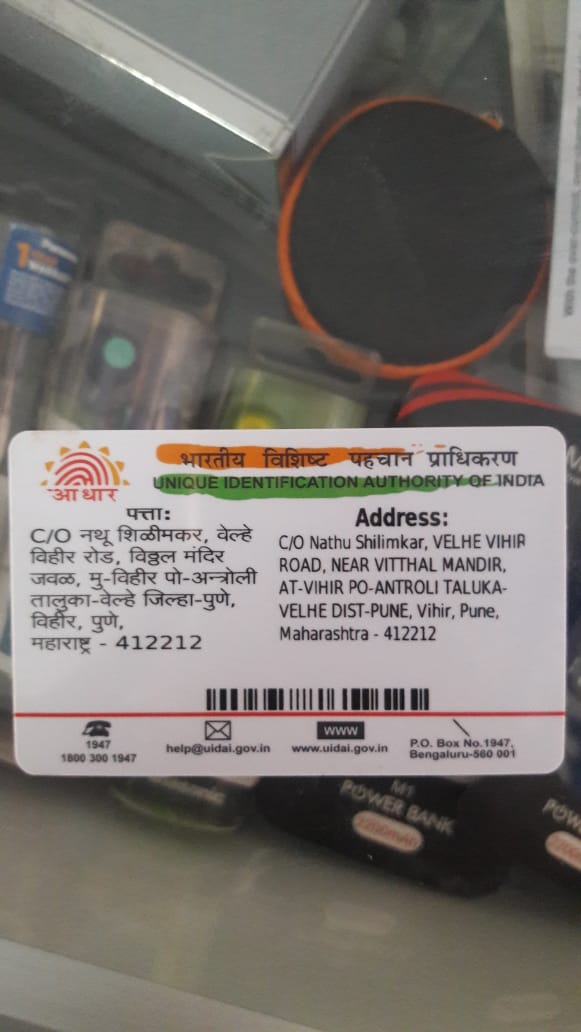 भारतीय विशिष्ट पहचान प्राधिकरण
UNIQUE IDENTIFICATION AUTHORITY OF INDIA
आधार
पत्ता:
C/O नथू शिळीमकर, वेल्हे
विहीर रोड, विठ्ठल मंदिर
जवळ, मु-विहीर पो-अन्त्रोली
तालुका-वेल्हे जिल्हा-पुणे,
विहीर, पुणे,
महाराष्ट्र - 412212
Address:
C/O Nathu Shilimkar, VELHE VIHIR
ROAD, NEAR VITTHAL MANDIR,
AT-VIHIR PO-ANTROLI TALUKA-
VELHE DIST-PUNE, Vihir, Pune,
Maharashtra - 412212
1947
1800 300 1947
help@uidai.gov.in
WWW
www.uidai.gov.in
P.O. Box No.1947,
Bengaluru-560 001
M1
POWER BANK